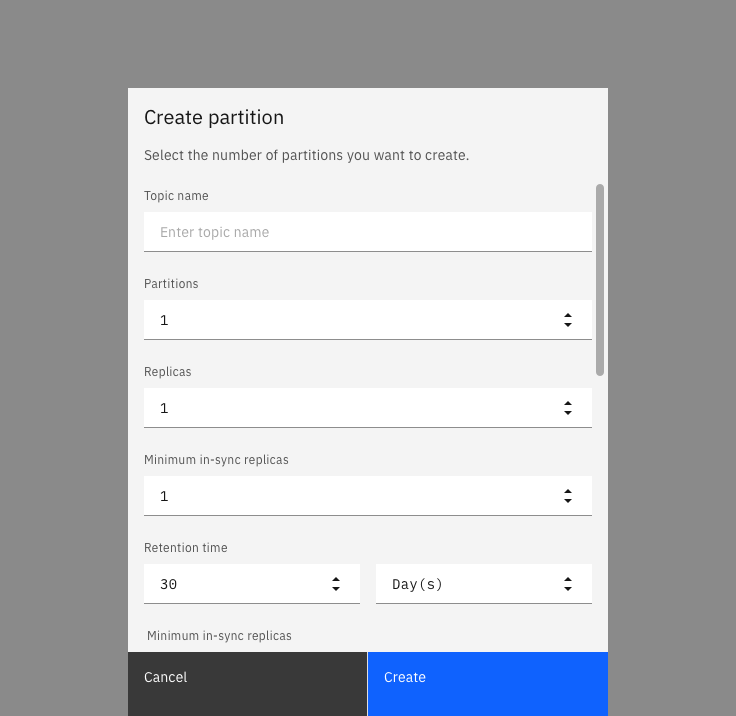 Create partition
Select the number of partitions you want to create.
Topic name
Enter topic name
Partitions
1
Replicas
1
Minimum in-sync replicas
1
Retention time
30 Day(s)
Minimum in-sync replicas
Cancel Create